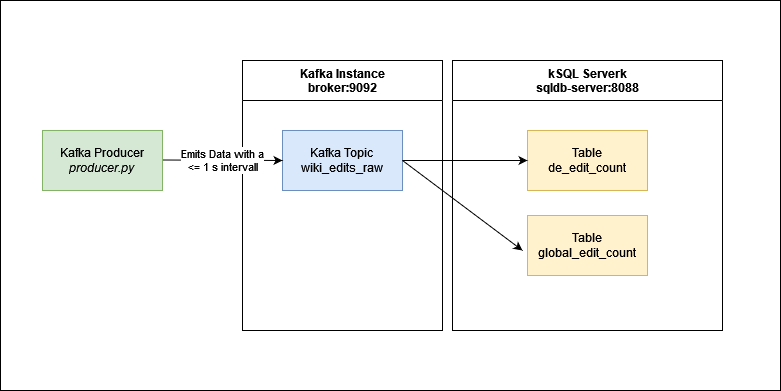 Kafka Instance
broker:9092
kSQL Serverk
sqldb-server:8088
Kafka Producer
producer.py
Emits Data with a
<= 1 s intervall
Kafka Topic
wiki_edits_raw
Table
de_edit_count
Table
global_edit_count